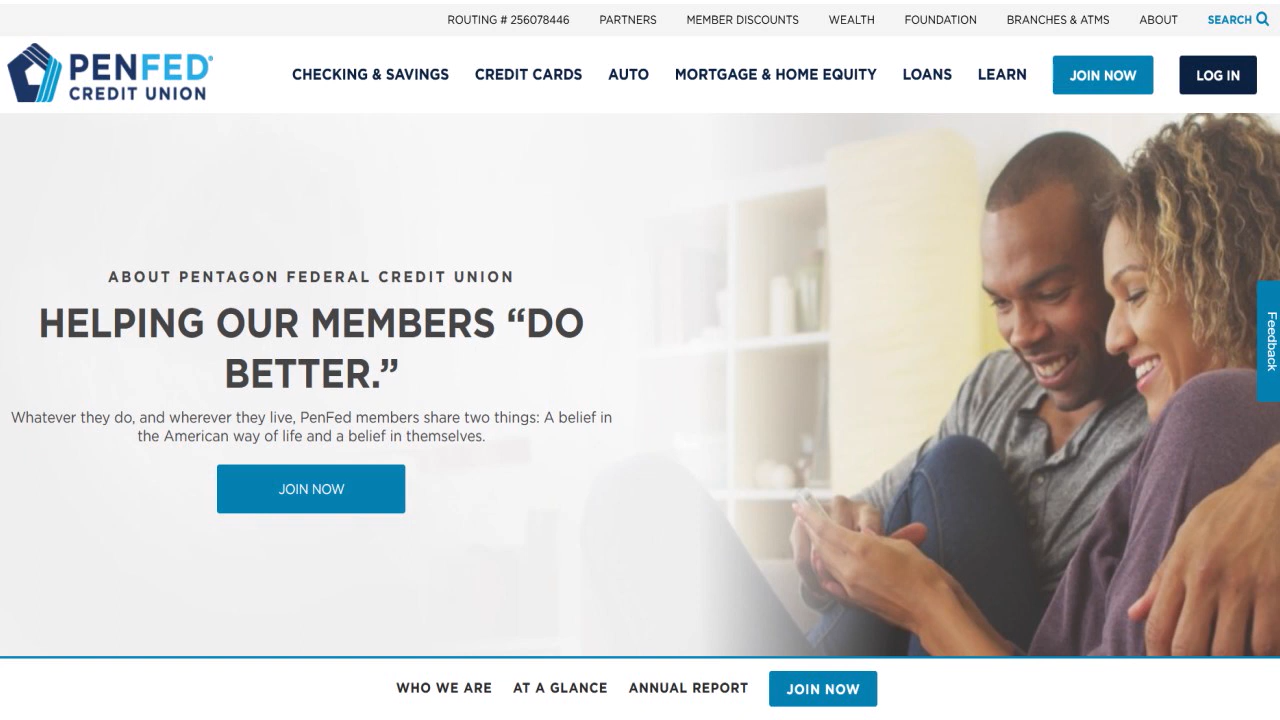 ROUTING # 256078446 PARTNERS MEMBER DISCOUNTS WEALTH FOUNDATION BRANCHES & ATMS ABOUT SEARCH
PENFED®
CREDIT UNION
CHECKING & SAVINGS CREDIT CARDS AUTO MORTGAGE & HOME EQUITY LOANS LEARN JOIN NOW LOG IN
ABOUT PENTAGON FEDERAL CREDIT UNION
HELPING OUR MEMBERS “DO
BETTER.”
Whatever they do, and wherever they live, PenFed members share two things: A belief in
the American way of life and a belief in themselves.
JOIN NOW
Feedback
WHO WE ARE AT A GLANCE ANNUAL REPORT JOIN NOW